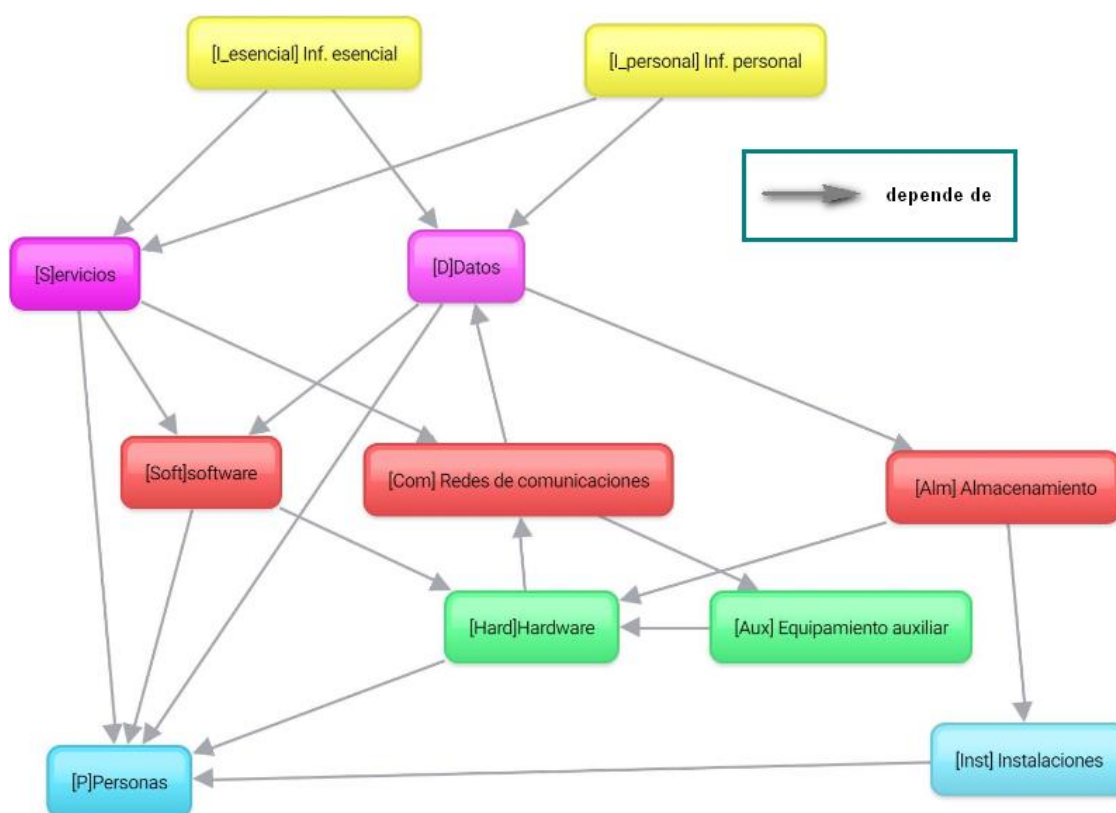 [I_esencial] Inf. esencial
[I_personal] Inf. personal
depende de
[S]ervicios
[D]Datos
[Soft]software
[Com] Redes de comunicaciones
[Alm] Almacenamiento
[Hard]Hardware
[Aux] Equipamiento auxiliar
[P]Personas
[Inst] Instalaciones